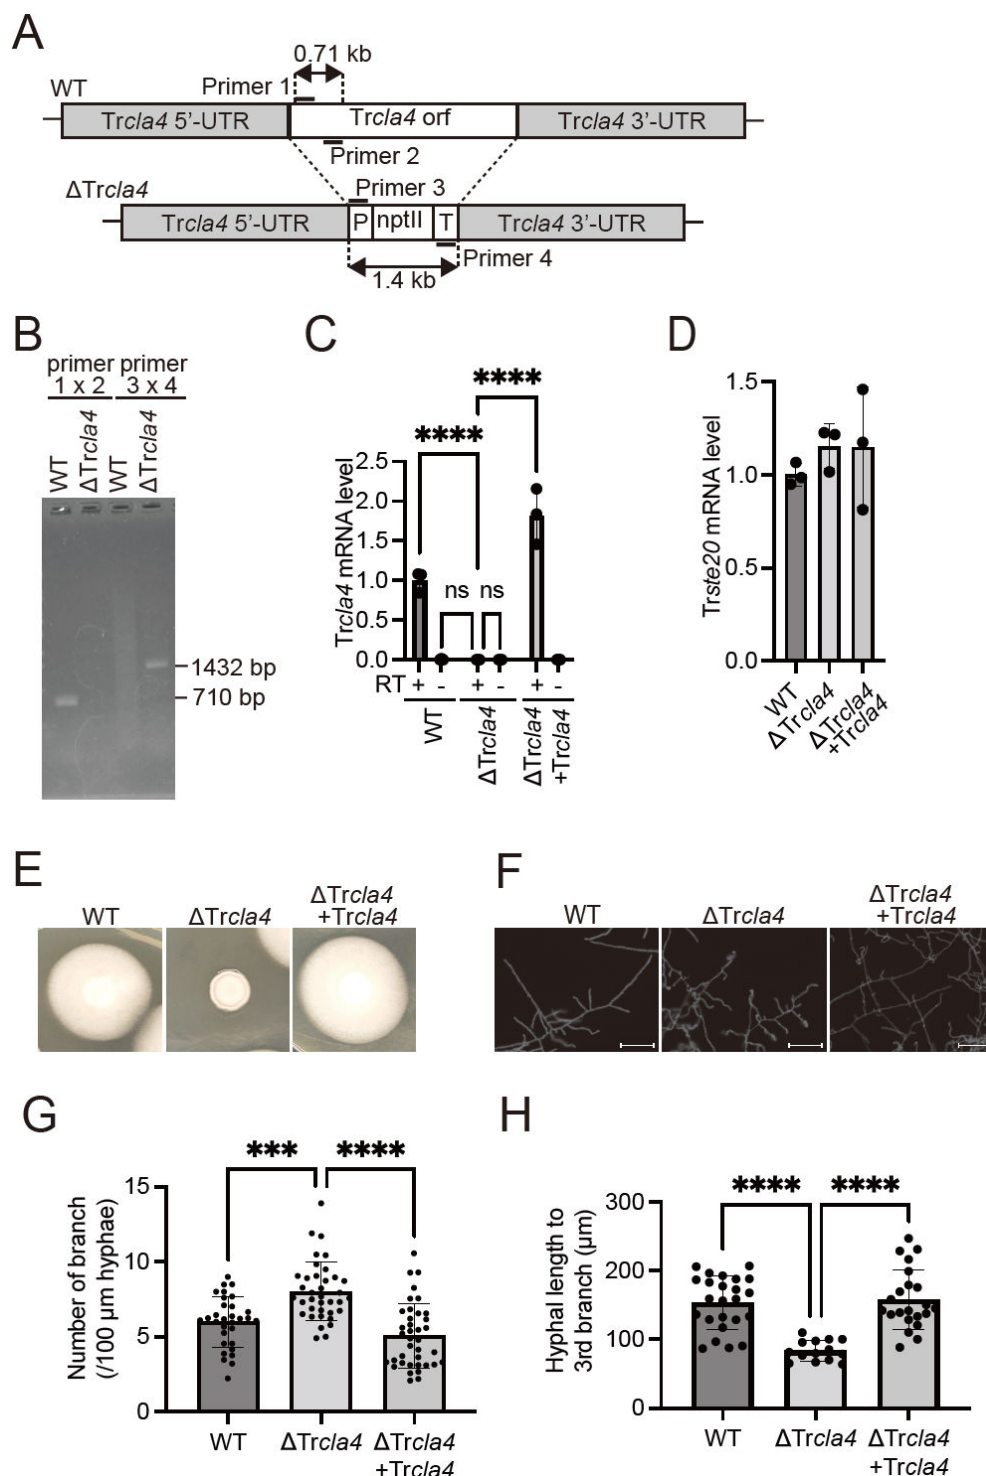 A
0.71 kb
WT
Primer 1
Trcla4 5'-UTR
Trcla4 orf
Trcla4 3'-UTR
Primer 2
ΔTrcla4
Primer 3
Trcla4 5'-UTR
P
nptII
T
Trcla4 3'-UTR
Primer 4
1.4 kb
B
primer primer
1 x 2 3 x 4
WT
ΔTrcla4
WT
ΔTrcla4
1432 bp
710 bp
C
****
****
Trcla4 mRNA level
2.5
2.0
1.5
1.0
0.5
0.0
ns ns
RT + - + - + -
WT
ΔTrcla4
ΔTrcla4
+Trcla4
D
Trste20 mRNA level
1.5
1.0
0.5
0.0
WT
ΔTrcla4
ΔTrcla4
+Trcla4
E
WT
ΔTrcla4
ΔTrcla4
+Trcla4
F
WT
ΔTrcla4
ΔTrcla4
+Trcla4
G
*** ****
Number of branch
(/100 μm hyphae)
15
10
5
0
WT
ΔTrcla4
ΔTrcla4
+Trcla4
H
**** ****
Hyphal length to
3rd branch (μm)
300
200
100
0
WT
ΔTrcla4
ΔTrcla4
+Trcla4